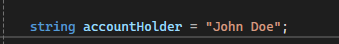 string accountHolder = "John Doe";